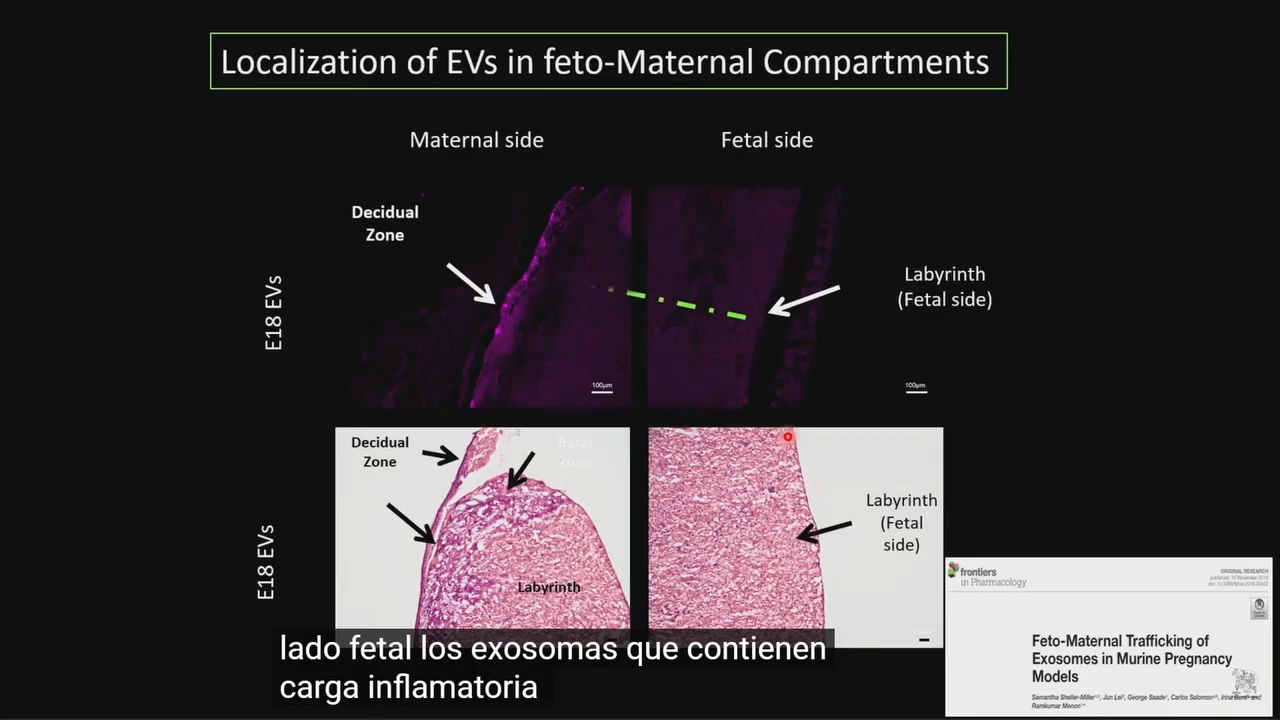 Localization of EVs in feto-Maternal Compartments
Maternal side
Fetal side
Decidual
Zone
Labyrinth
(Fetal side)
E18 EVs
100µm
100µm
Decidual
Zone
Basal
Zone
Labyrinth
(Fetal
side)
E18 EVs
Labyrinth
lado fetal los exosomas que contienen
carga inflamatoria
frontiers
in Pharmacology
ORIGINAL RESEARCH
Feto-Maternal Trafficking of
Exosomes in Murine Pregnancy
Models
Samantha Sheller-Miller, Jun Lei, George Saade, Carlos Salomon, Irina Burd and
Ramkumar Menon